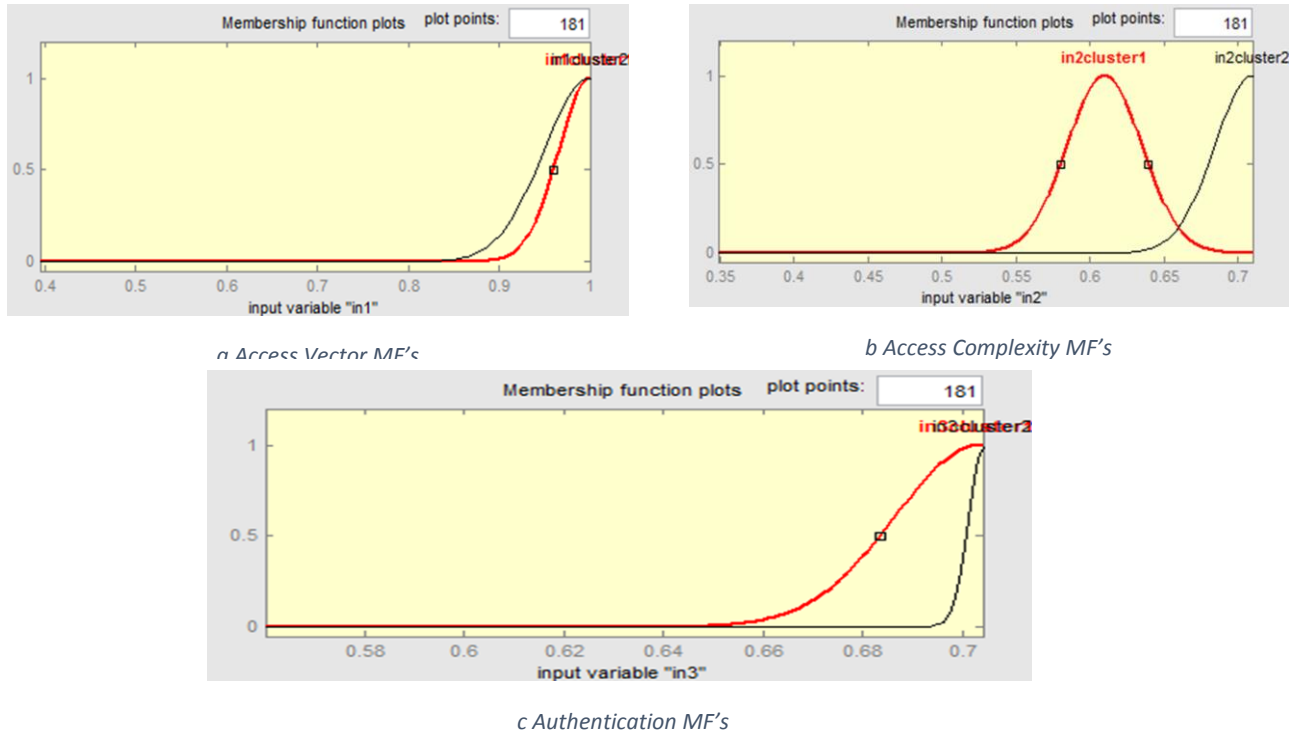 Membership function plots plot points: 181
1
0.5
0
0.4 0.5 0.6 0.7 0.8 0.9 1
input variable "in1"
a Access Vector MF's
Membership function plots plot points: 181
in2cluster1 in2cluster2
1
0.5
0
0.35 0.4 0.45 0.5 0.55 0.6 0.65 0.7
input variable "in2"
b Access Complexity MF's
Membership function plots plot points: 181
1
0.5
0
0.58 0.6 0.62 0.64 0.66 0.68 0.7
input variable "in3"
c Authentication MF's